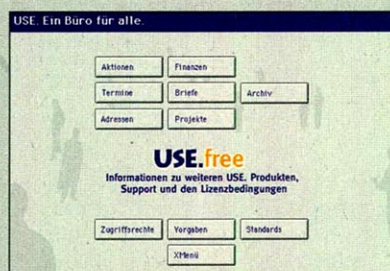 USE. Ein Büro für alle.
Aktionen Finanzen
Termine Briefe Archiv
Adressen Projekte
USE.free
Informationen zu weiteren USE. Produkten,
Support und den Lizenzbedingungen
Zugriffsrechte Vorgaben Standards
XMenü